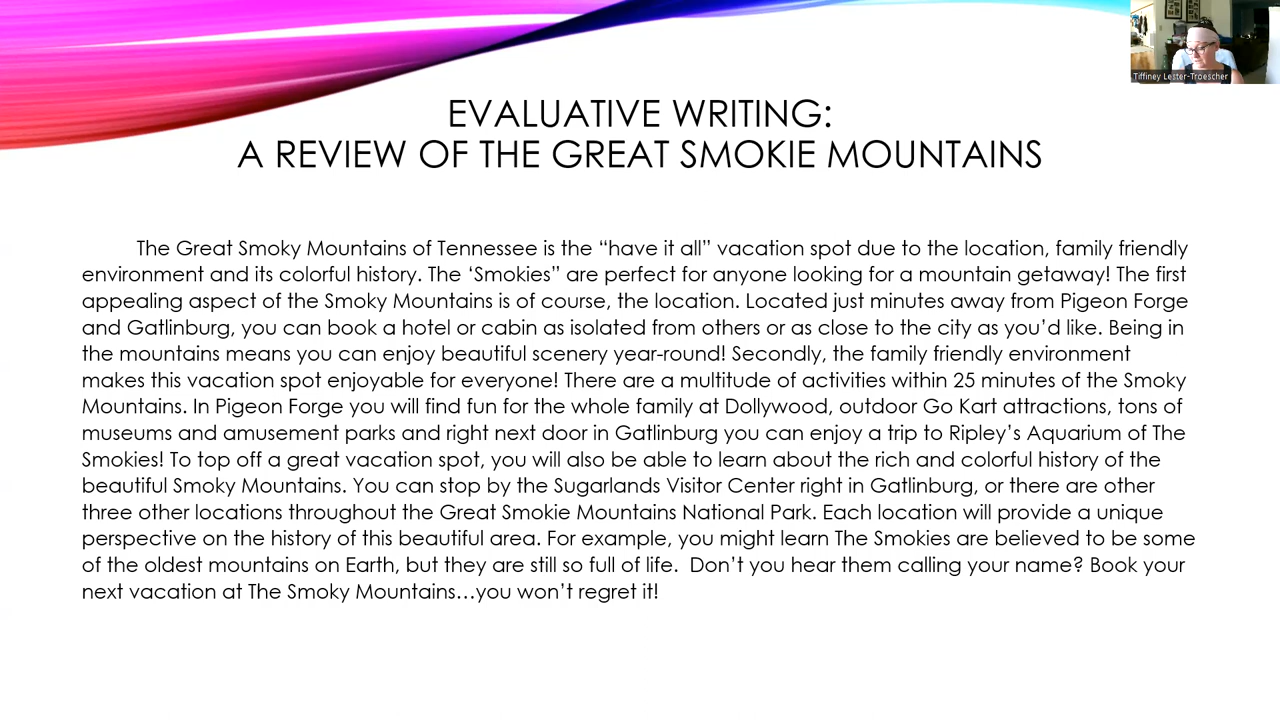 Tiffiney Lester-Troescher
EVALUATIVE WRITING:
A REVIEW OF THE GREAT SMOKIE MOUNTAINS
The Great Smoky Mountains of Tennessee is the “have it all” vacation spot due to the location, family friendly
environment and its colorful history. The ‘Smokies” are perfect for anyone looking for a mountain getaway! The first
appealing aspect of the Smoky Mountains is of course, the location. Located just minutes away from Pigeon Forge
and Gatlinburg, you can book a hotel or cabin as isolated from others or as close to the city as you’d like. Being in
the mountains means you can enjoy beautiful scenery year-round! Secondly, the family friendly environment
makes this vacation spot enjoyable for everyone! There are a multitude of activities within 25 minutes of the Smoky
Mountains. In Pigeon Forge you will find fun for the whole family at Dollywood, outdoor Go Kart attractions, tons of
museums and amusement parks and right next door in Gatlinburg you can enjoy a trip to Ripley’s Aquarium of The
Smokies! To top off a great vacation spot, you will also be able to learn about the rich and colorful history of the
beautiful Smoky Mountains. You can stop by the Sugarlands Visitor Center right in Gatlinburg, or there are other
three other locations throughout the Great Smokie Mountains National Park. Each location will provide a unique
perspective on the history of this beautiful area. For example, you might learn The Smokies are believed to be some
of the oldest mountains on Earth, but they are still so full of life.  Don’t you hear them calling your name? Book your
next vacation at The Smoky Mountains…you won’t regret it!